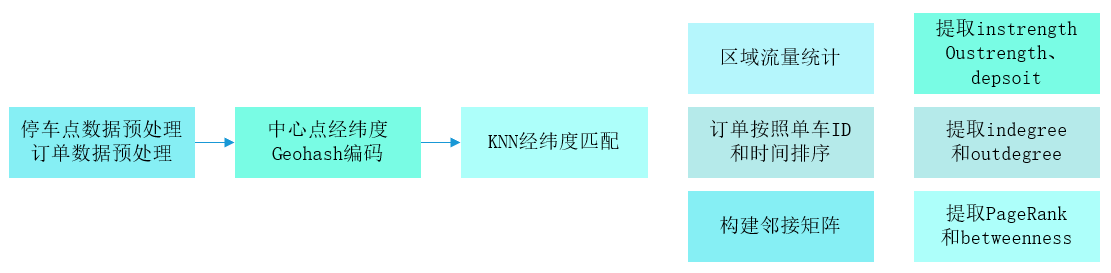 停车点数据预处理
订单数据预处理
中心点经纬度
Geohash编码
KNN经纬度匹配
区域流量统计
订单按照单车ID
和时间排序
构建邻接矩阵
提取instrength
Oustrength、
depsoit
提取indegree
和outdegree
提取PageRank
和betweenness